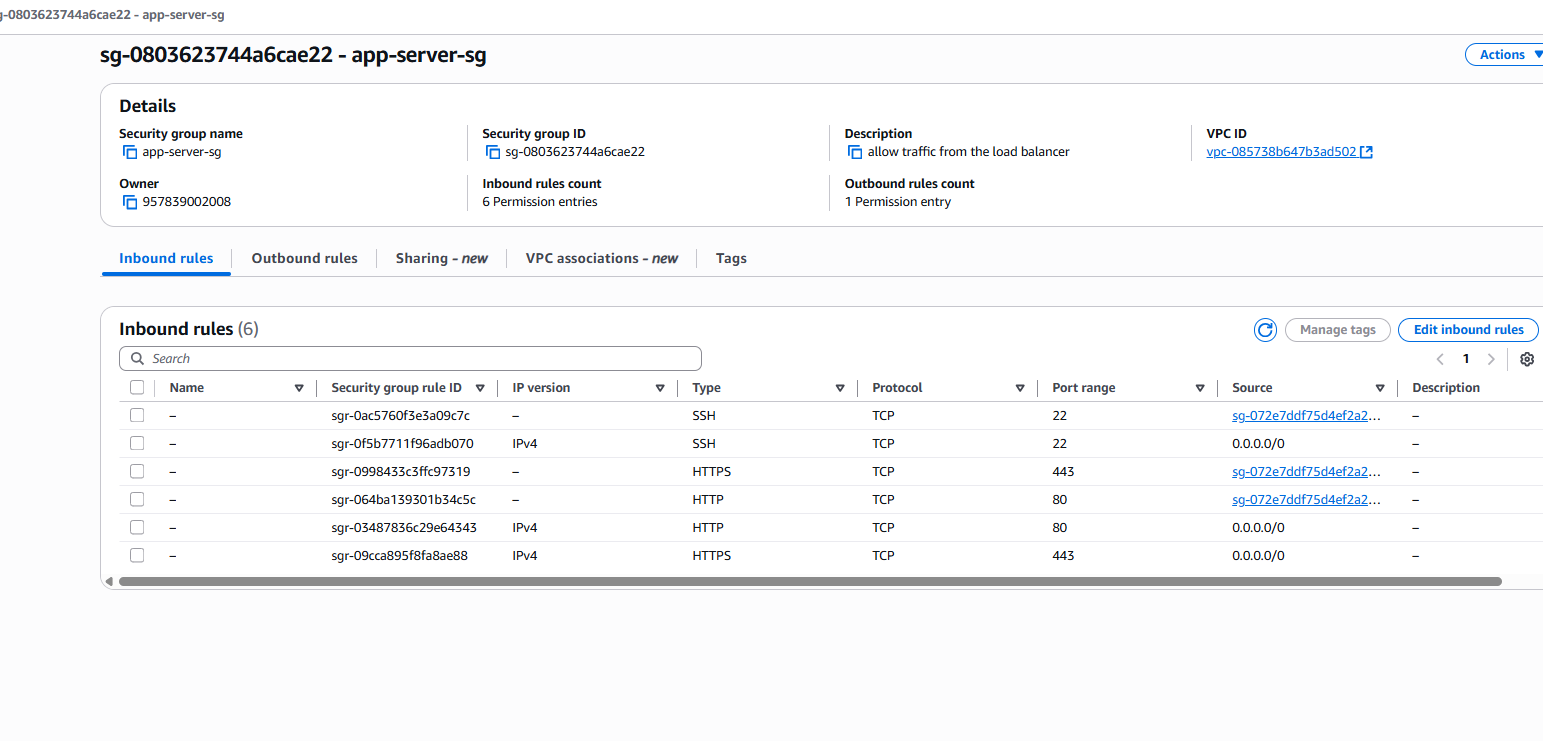 g-0803623744a6cae22 - app-server-sg
sg-0803623744a6cae22 - app-server-sg
Actions
Details
Security group name
app-server-sg
Security group ID
sg-0803623744a6cae22
Description
allow traffic from the load balancer
VPC ID
vpc-085738b647b3ad502
Owner
957839002008
Inbound rules count
6 Permission entries
Outbound rules count
1 Permission entry
Inbound rules Outbound rules Sharing - new VPC associations - new Tags
Inbound rules (6)
Manage tags
Edit inbound rules
Search
1
Name Security group rule ID IP version Type Protocol Port range Source Description
– sgr-0ac5760f3e3a09c7c – SSH TCP 22 sg-072e7ddf75d4ef2a2... –
– sgr-0f5b7711f96adb070 IPv4 SSH TCP 22 0.0.0.0/0 –
– sgr-0998433c3ffc97319 – HTTPS TCP 443 sg-072e7ddf75d4ef2a2... –
– sgr-064ba139301b34c5c – HTTP TCP 80 sg-072e7ddf75d4ef2a2... –
– sgr-03487836c29e64343 IPv4 HTTP TCP 80 0.0.0.0/0 –
– sgr-09cca895f8fa8ae88 IPv4 HTTPS TCP 443 0.0.0.0/0 –